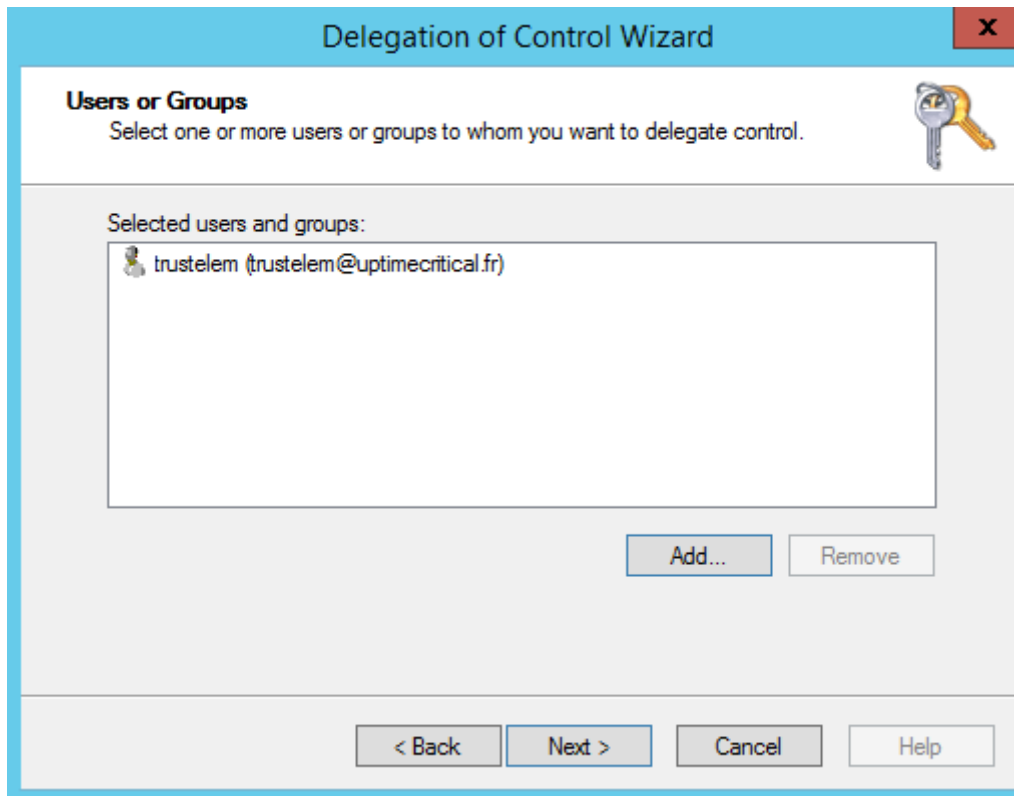 Delegation of Control Wizard
x
Users or Groups
Select one or more users or groups to whom you want to delegate control.
Selected users and groups:
trustelem (trustelem@uptimecritical.fr)
Add...
Remove
< Back
Next >
Cancel
Help